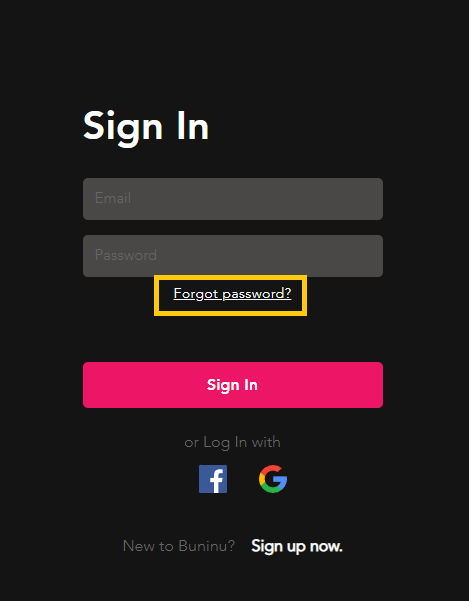 Sign In
Email
Password
Forgot password?
Sign In
or Log In with
New to Buninu? Sign up now.